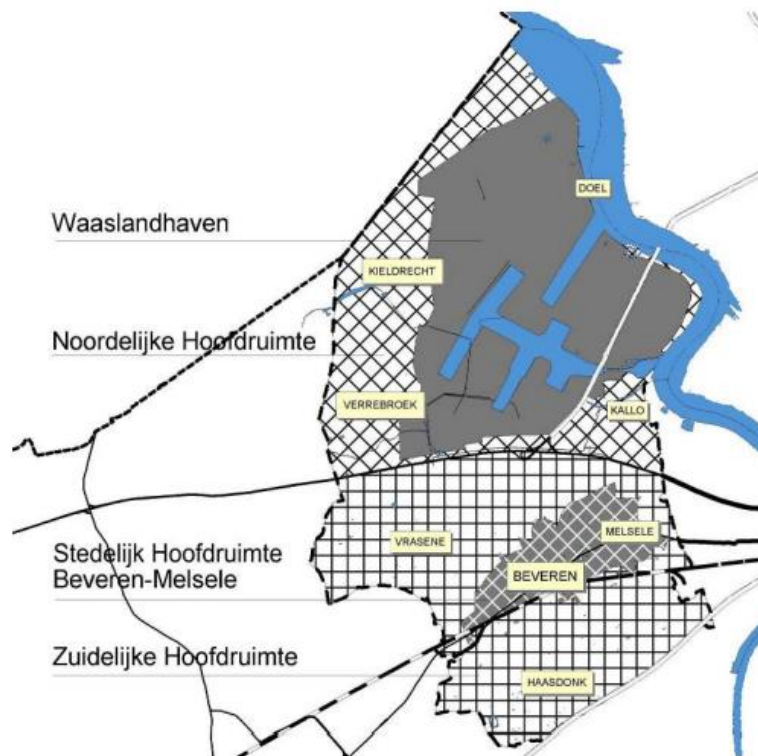 DOEL
Waaslandhaven
KIELDRECHT
Noordelijke Hoofdruimte
VERREBROEK
KALLO
MELSELE
VRASENE
Stedelijk Hoofdruimte
Beveren-Melsele
BEVEREN
Zuidelijke Hoofdruimte
HAASDONK